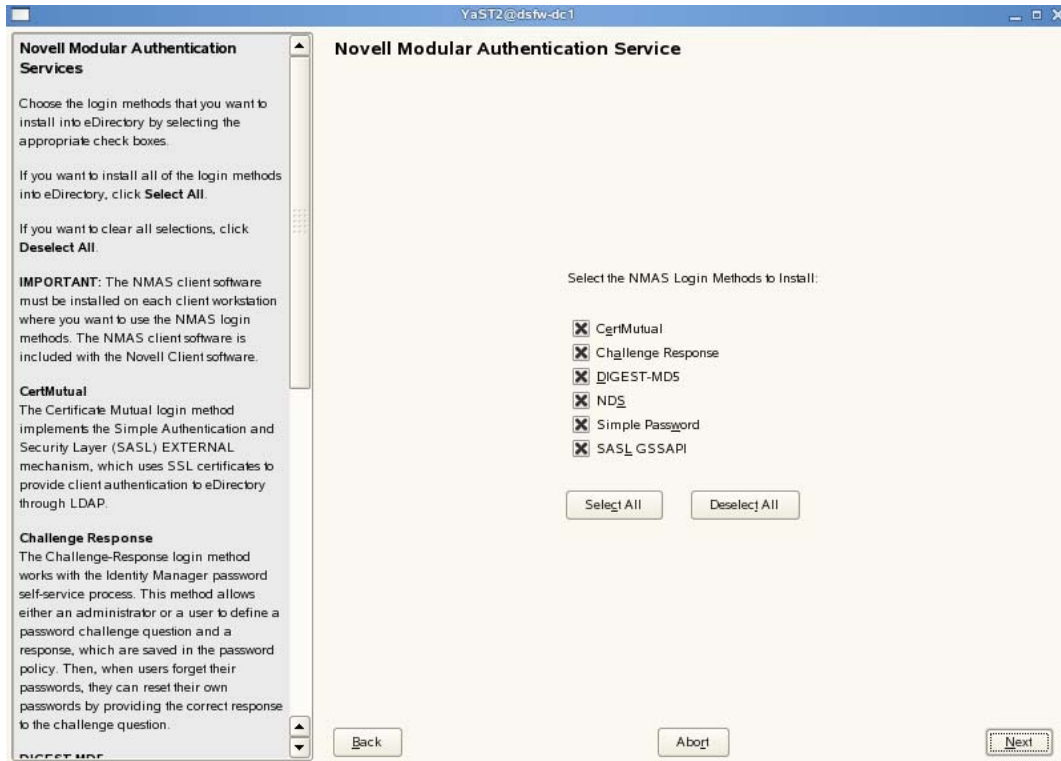 YaST2@dsfw-dc1
Novell Modular Authentication
Services
Choose the login methods that you want to
install into eDirectory by selecting the
appropriate check boxes.
If you want to install all of the login methods
into eDirectory, click Select All.
If you want to clear all selections, click
Deselect All.
IMPORTANT: The NMAS client software
must be installed on each client workstation
where you want to use the NMAS login
methods. The NMAS client software is
included with the Novell Client software.
CertMutual
The Certificate Mutual login method
implements the Simple Authentication and
Security Layer (SASL) EXTERNAL
mechanism, which uses SSL certificates to
provide client authentication to eDirectory
through LDAP.
Challenge Response
The Challenge-Response login method
works with the Identity Manager password
self-service process. This method allows
either an administrator or a user to define a
password challenge question and a
response, which are saved in the password
policy. Then, when users forget their
passwords, they can reset their own
passwords by providing the correct response
to the challenge question.
DIGEST-MD5
Novell Modular Authentication Service
Select the NMAS Login Methods to Install:
CertMutual
Challenge Response
DIGEST-MD5
NDS
Simple Password
SASL GSSAPI
Select All
Deselect All
Back
Abort
Next